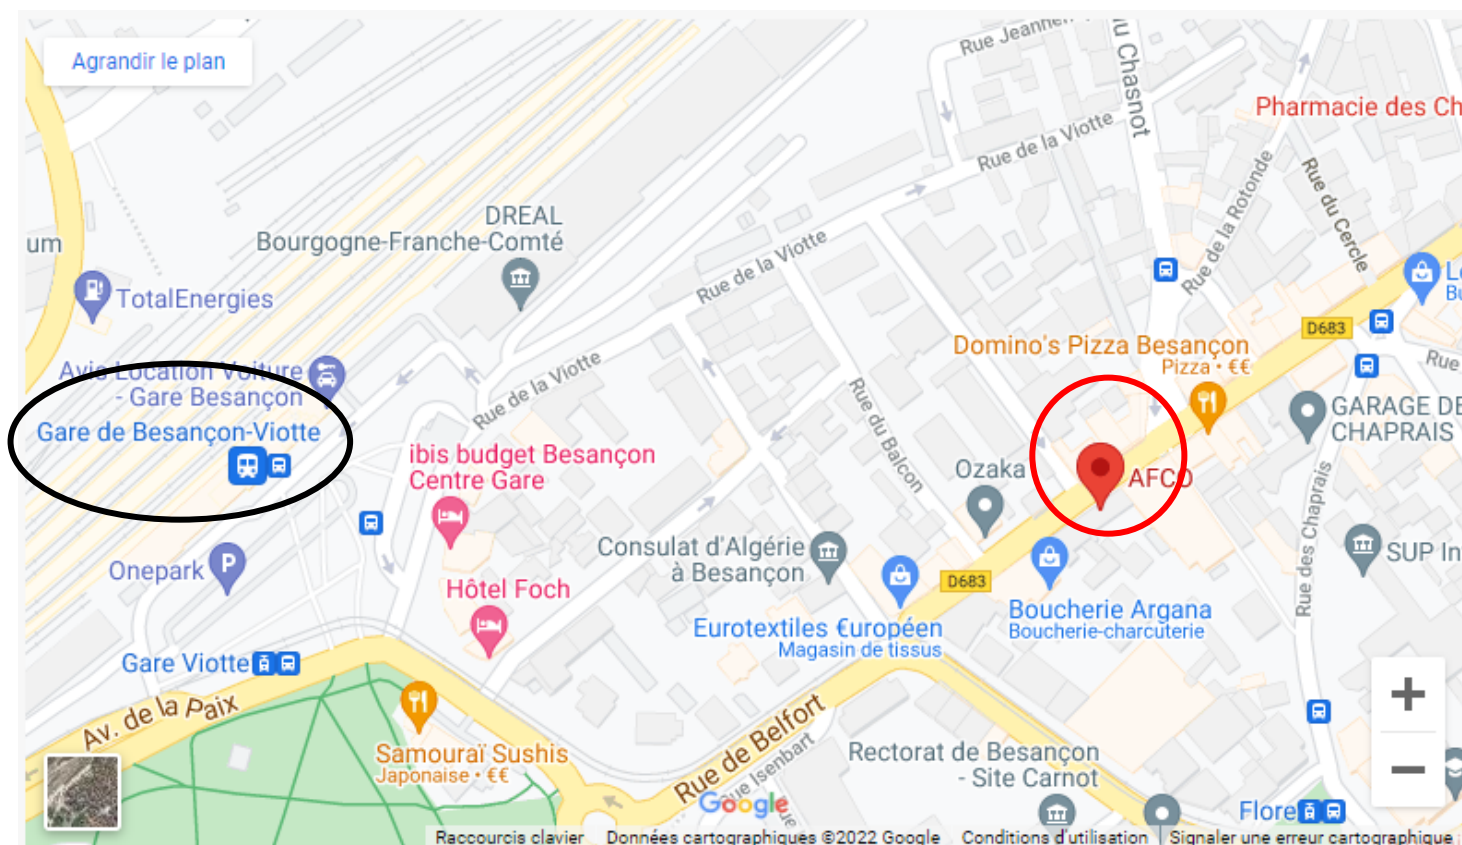 Agrandir le plan
Rue Jeanne
u Chasnot
Pharmacie des Ch
Rue de la Viotte
Rue de la Rotonde
Rue du Cercle
DREAL
Bourgogne-Franche-Comté
um
Rue de la Viotte
TotalEnergies
D683
Domino's Pizza Besançon
Pizza • €€
Rue
Avis Location Voiture
- Gare Besançon
Rue de la Viotte
Rue du Balcon
GARAGE DE
CHAPRAIS
Gare de Besançon-Viotte
ibis budget Besançon
Centre Gare
Ozaka
AFCO
Rue des Chaprais
Consulat d'Algérie
à Besançon
SUP In
Onepark
P
Hôtel Foch
D683
Boucherie Argana
Boucherie-charcuterie
Eurotextiles €uropéen
Magasin de tissus
Gare Viotte
Av. de la Paix
Rue de Belfort
Rue Isenbart
Samouraï Sushis
Japonaise • €€
Rectorat de Besançon
- Site Carnot
Google
Flore
Raccourcis clavier
Données cartographiques ©2022 Google
Conditions d'utilisation
Signaler une erreur cartographique